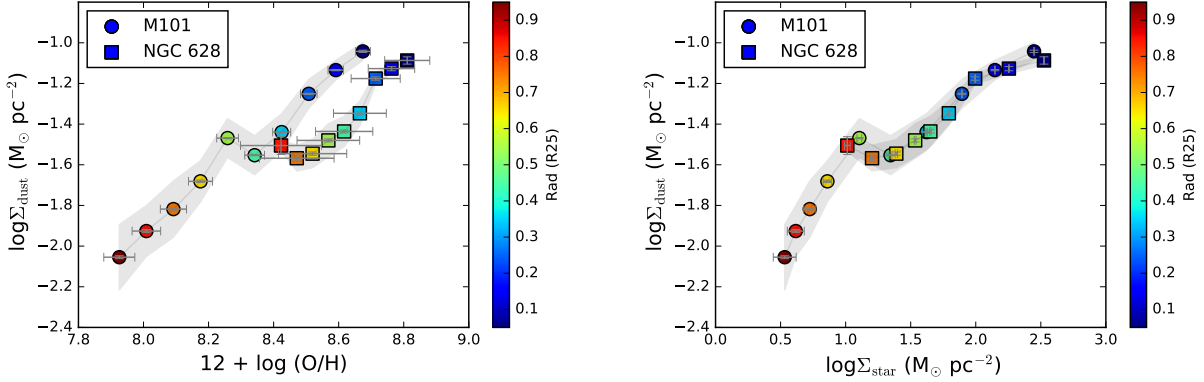 M101
NGC 628
−1.0
−1.2
−1.4
−1.6
−1.8
−2.0
−2.2
−2.4
logΣdust (M⊙ pc−2)
7.8 8.0 8.2 8.4 8.6 8.8 9.0
12 + log (O/H)
0.9
0.8
0.7
0.6
0.5
0.4
0.3
0.2
0.1
Rad (R25)
M101
NGC 628
−1.0
−1.2
−1.4
−1.6
−1.8
−2.0
−2.2
−2.4
logΣdust (M⊙ pc−2)
0.0 0.5 1.0 1.5 2.0 2.5 3.0
logΣstar (M⊙ pc−2)
0.9
0.8
0.7
0.6
0.5
0.4
0.3
0.2
0.1
Rad (R25)